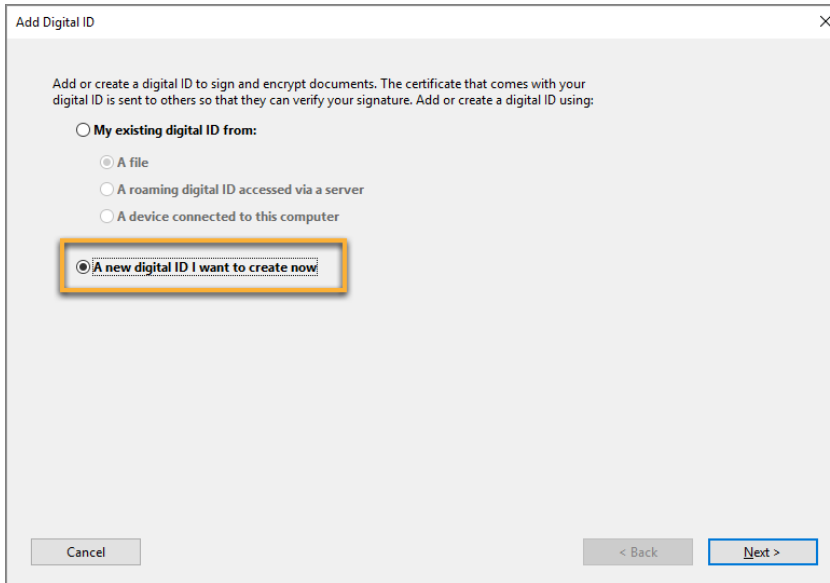 Add Digital ID
Add or create a digital ID to sign and encrypt documents. The certificate that comes with your
digital ID is sent to others so that they can verify your signature. Add or create a digital ID using:
My existing digital ID from:
A file
A roaming digital ID accessed via a server
A device connected to this computer
A new digital ID I want to create now
Cancel
< Back
Next >